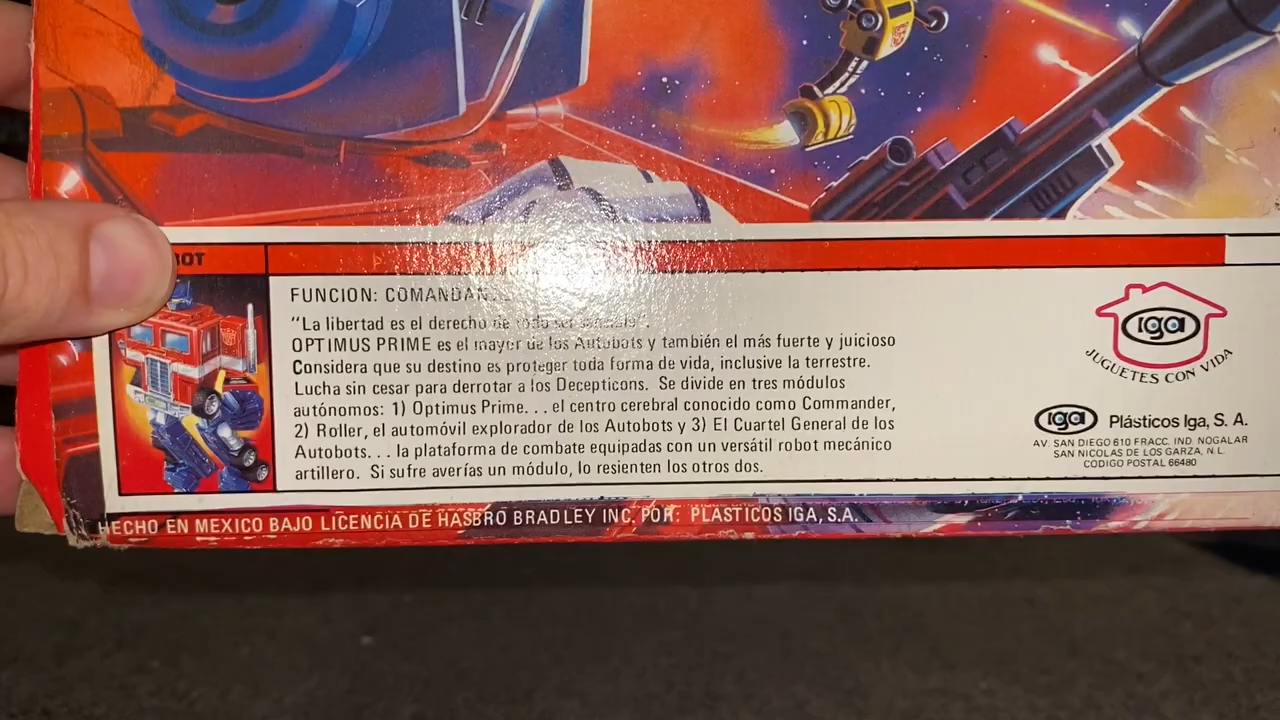 BOT
FUNCION: COMANDAN
"La libertad es el derecho de todo ser sensible".
OPTIMUS PRIME es el mayor de los Autobots y también el más fuerte y juicioso
Considera que su destino es proteger toda forma de vida, inclusive la terrestre.
Lucha sin cesar para derrotar a los Decepticons. Se divide en tres módulos
autónomos: 1) Optimus Prime. . . el centro cerebral conocido como Commander,
2) Roller, el automóvil explorador de los Autobots y 3) El Cuartel General de los
Autobots. . . la plataforma de combate equipadas con un versátil robot mecánico
artillero. Si sufre averías un módulo, lo resienten los otros dos.
iga
JUGUETES CON VIDA
iga Plásticos Iga, S. A.
AV. SAN DIEGO 610 FRACC. IND. NOGALAR
SAN NICOLAS DE LOS GARZA, N.L.
CODIGO POSTAL 66480
HECHO EN MEXICO BAJO LICENCIA DE HASBRO BRADLEY INC. POR: PLASTICOS IGA, S.A.